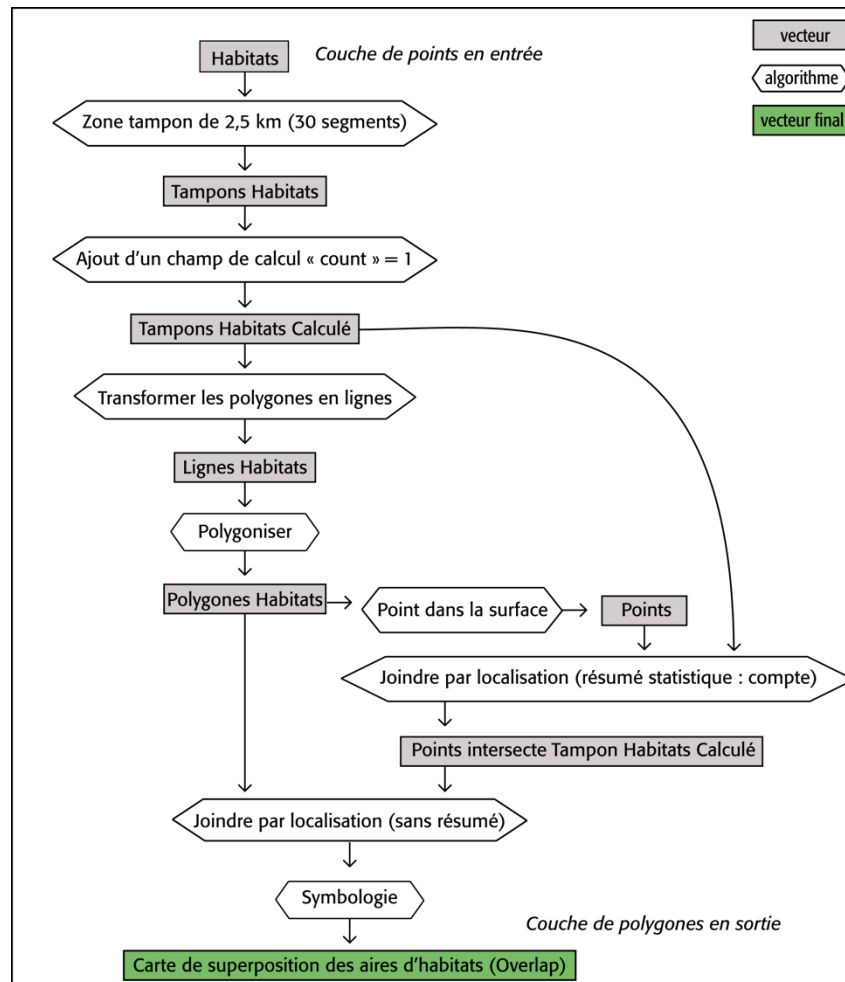 Habitats
Couche de points en entrée
vecteur
algorithme
vecteur final
Zone tampon de 2,5 km (30 segments)
Tampons Habitats
Ajout d'un champ de calcul « count » = 1
Tampons Habitats Calculé
Transformer les polygones en lignes
Lignes Habitats
Polygoniser
Polygones Habitats
Point dans la surface
Points
Joindre par localisation (résumé statistique : compte)
Points intersecte Tampon Habitats Calculé
Joindre par localisation (sans résumé)
Symbologie
Couche de polygones en sortie
Carte de superposition des aires d'habitats (Overlap)